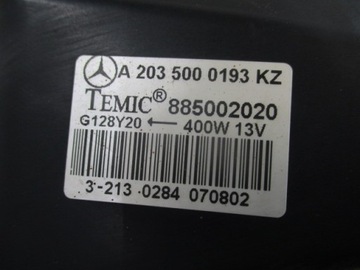 A 203 500 0193 KZ
TEMIC® 885002020
G128Y20 ← 400W 13V
3-213 0284 070802